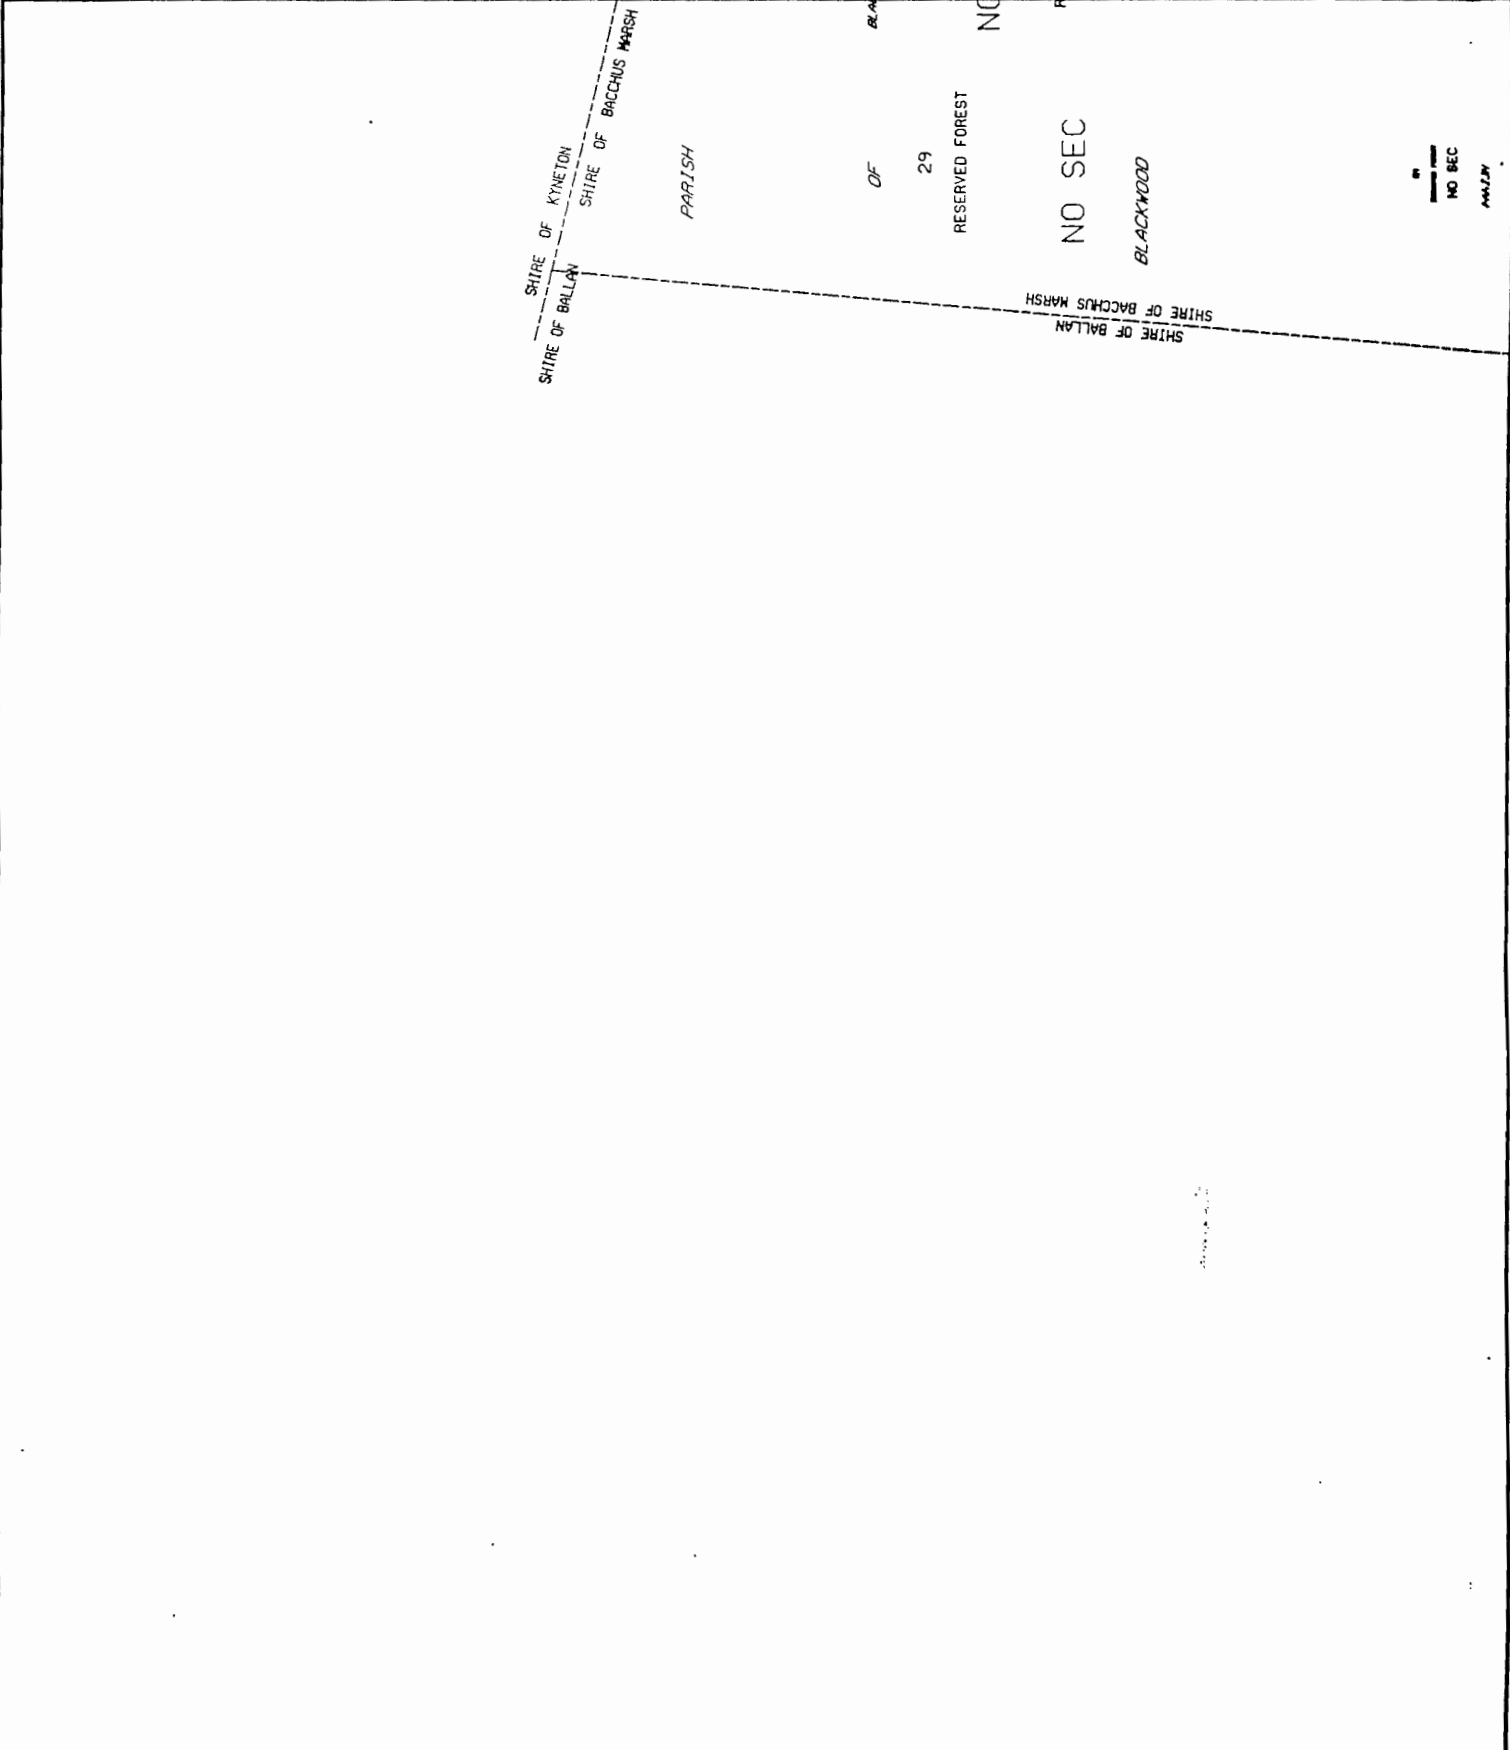 SHIRE OF KYNETON
SHIRE OF BACCHUS MARSH
SHIRE OF BALLAN
PARISH
OF
29
RESERVED FOREST
NO SEC
BLACKWOOD
SHIRE OF BACCHUS MARSH
SHIRE OF BALLAN
NO SEC